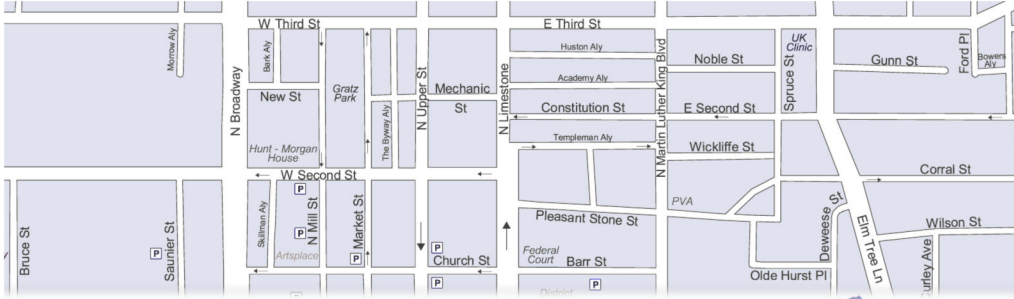 W Third St
E Third St
Morrow Aly
Bark Aly
N Broadway
New St
Gratz
Park
The Byway Aly
N Upper St
Mechanic
St
N Limestone
Huston Aly
Academy Aly
Constitution St
Templeman Aly
N Martin Luther King Blvd
Noble St
E Second St
Wickliffe St
Spruce St
UK
Clinic
Gunn St
Ford Pl
Bowers
Aly
Hunt - Morgan
House
W Second St
Corral St
Bruce St
Saunier St
P
Skillman Aly
P
N Mill St
P
Artsplace
Market St
P
P
Church St
P
Pleasant Stone St
Federal
Court
Barr St
P
District
PVA
Olde Hurst Pl
Deweese St
Elm Tree Ln
Wilson St